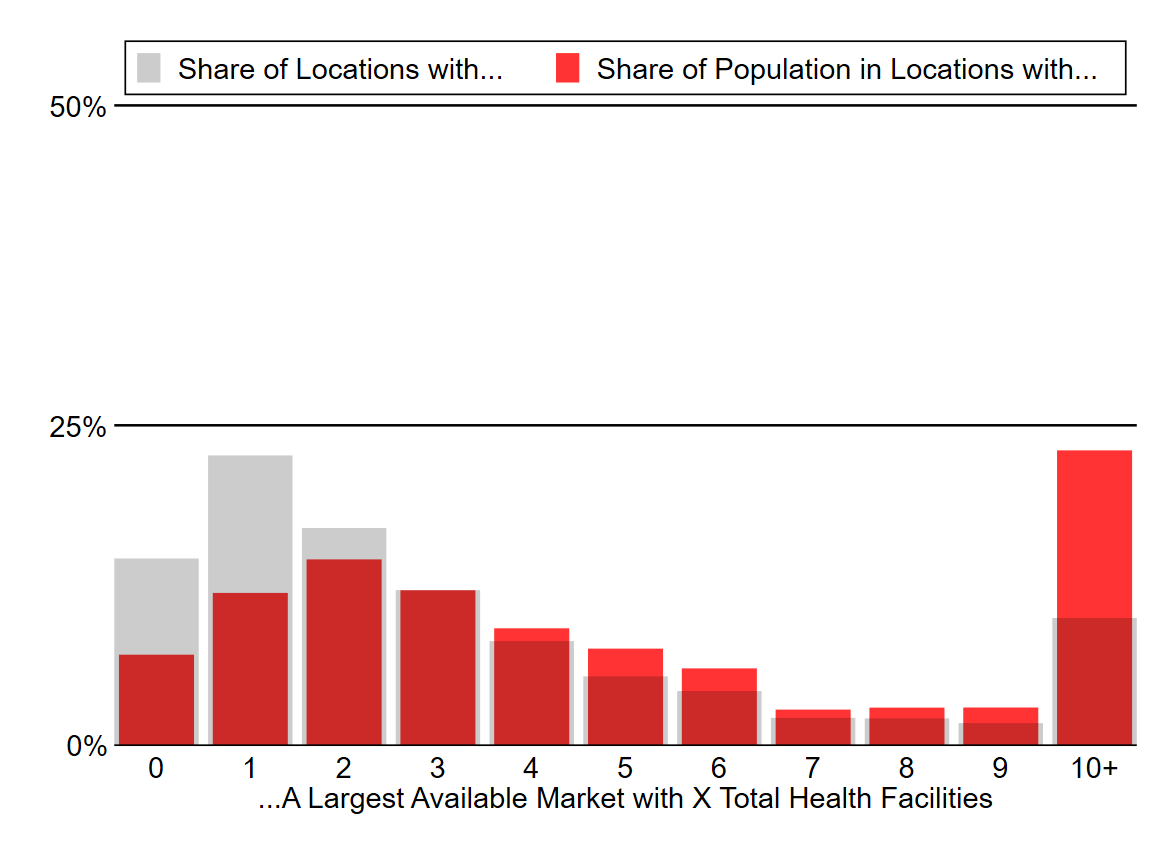 Share of Locations with... Share of Population in Locations with...
50%
25%
0%
0 1 2 3 4 5 6 7 8 9 10+
...A Largest Available Market with X Total Health Facilities